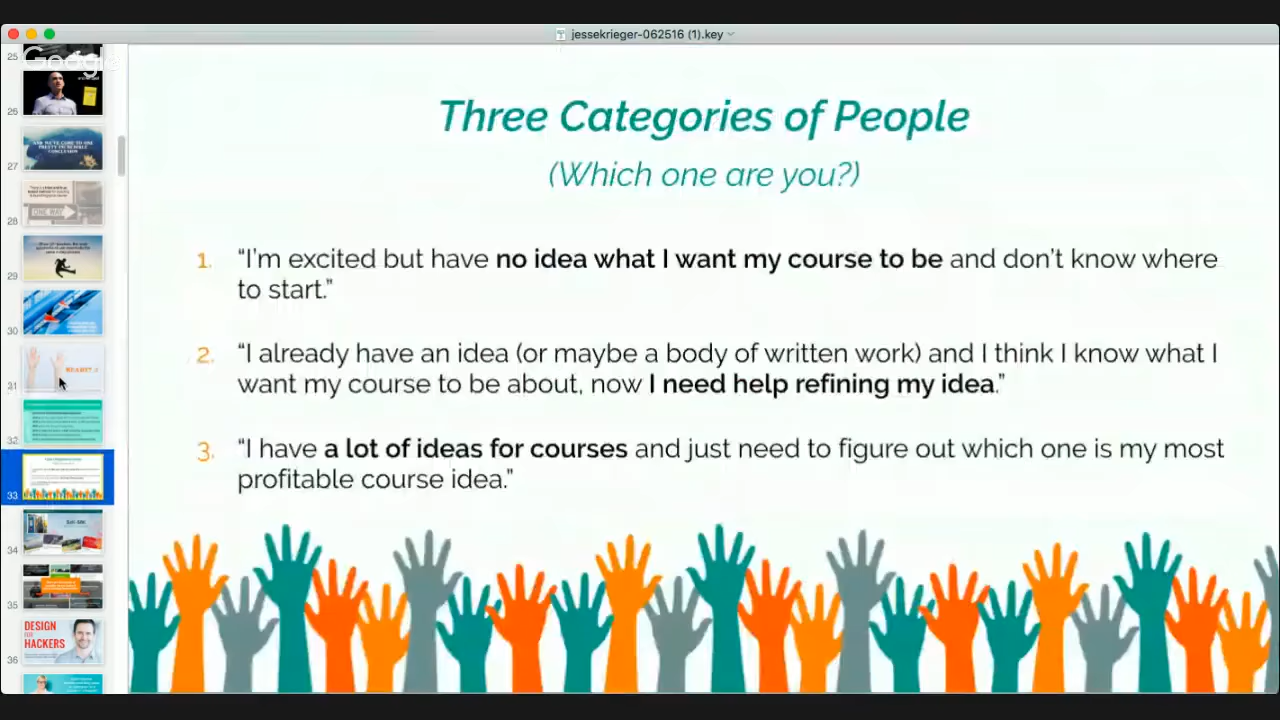 jessekrieger-062516 (1).key
Google
25
26
27
28
29
30
31
32
33
34
35
36
ONE WAY
DESIGN
FOR
HACKERS
Three Categories of People
(Which one are you?)
1. “I’m excited but have no idea what I want my course to be and don’t know where
to start.”
2. “I already have an idea (or maybe a body of written work) and I think I know what I
want my course to be about, now I need help refining my idea.”
3. “I have a lot of ideas for courses and just need to figure out which one is my most
profitable course idea.”